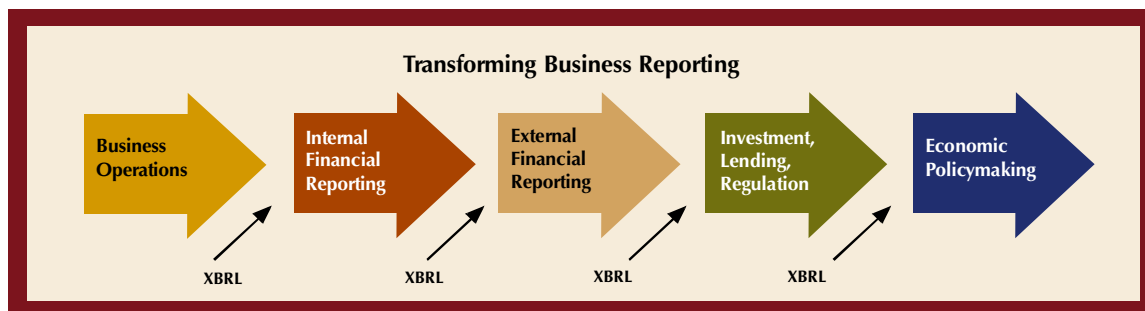 Transforming Business Reporting
Business
Operations
Internal
Financial
Reporting
External
Financial
Reporting
Investment,
Lending,
Regulation
Economic
Policymaking
XBRL
XBRL
XBRL
XBRL